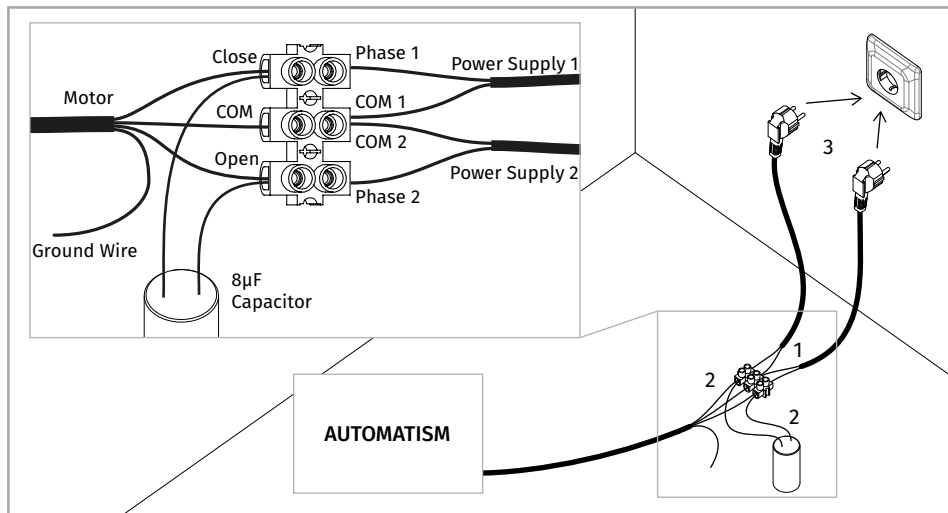 Close
Phase 1
Power Supply 1
Motor
COM
COM 1
COM 2
Open
Power Supply 2
Phase 2
Ground Wire
8µF
Capacitor
3
1
2
2
AUTOMATISM